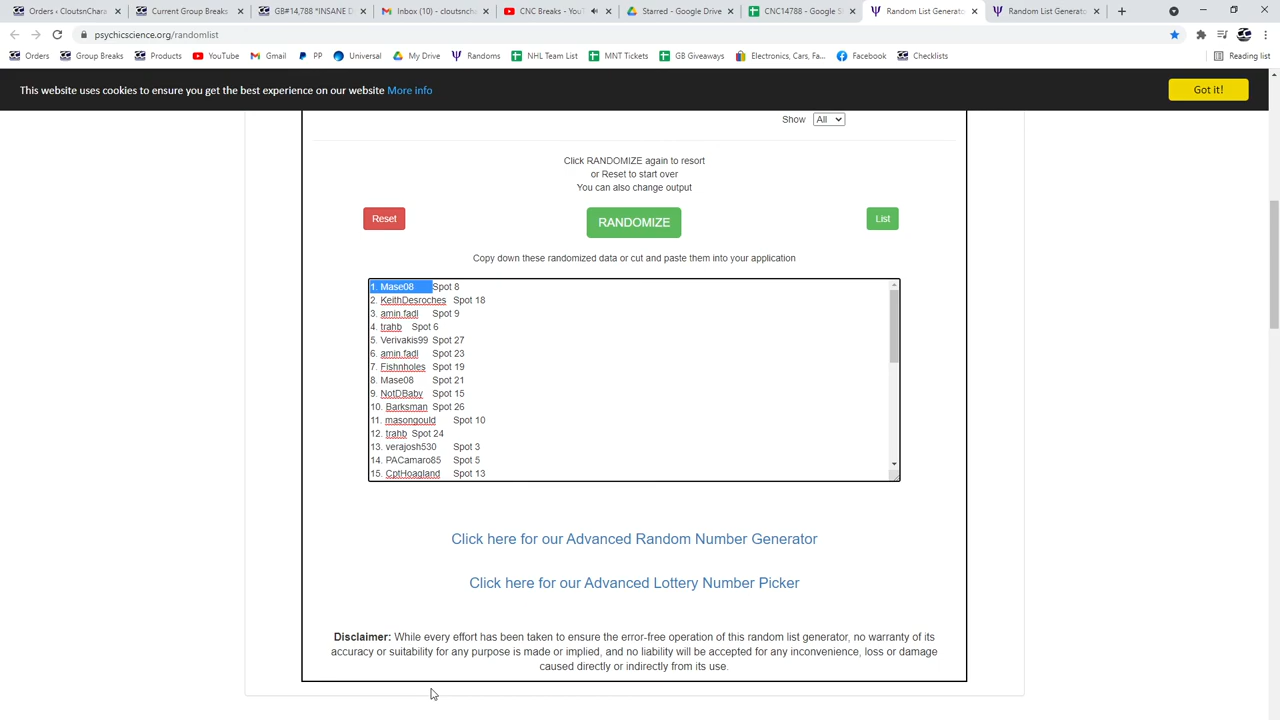 Orders ‹ CloutsnChara
Current Group Breaks
GB#14,788 *INSANE D
Inbox (10) - cloutsnch
CNC Breaks - You
Starred - Google Drive
CNC14788 - Google S
Random List Generato
Random List Generato
psychicscience.org/randomlist
Orders
Group Breaks
Products
YouTube
Gmail
PP
Universal
My Drive
Randoms
NHL Team List
MNT Tickets
GB Giveaways
Electronics, Cars, Fa...
Facebook
Checklists
Reading list
This website uses cookies to ensure you get the best experience on our website More info
Got it!
Show All
Click RANDOMIZE again to resort
or Reset to start over
You can also change output
Reset
RANDOMIZE
List
Copy down these randomized data or cut and paste them into your application
1. Mase08 Spot 8
2. KeithDesroches Spot 18
3. amin.fadl Spot 9
4. trahb Spot 6
5. Verivakis99 Spot 27
6. amin.fadl Spot 23
7. Fishnholes Spot 19
8. Mase08 Spot 21
9. NotDBaby Spot 15
10. Barksman Spot 26
11. masongould Spot 10
12. trahb Spot 24
13. verajosh530 Spot 3
14. PACamaro85 Spot 5
15. CptHoagland Spot 13
Click here for our Advanced Random Number Generator
Click here for our Advanced Lottery Number Picker
Disclaimer: While every effort has been taken to ensure the error-free operation of this random list generator, no warranty of its
accuracy or suitability for any purpose is made or implied, and no liability will be accepted for any inconvenience, loss or damage
caused directly or indirectly from its use.